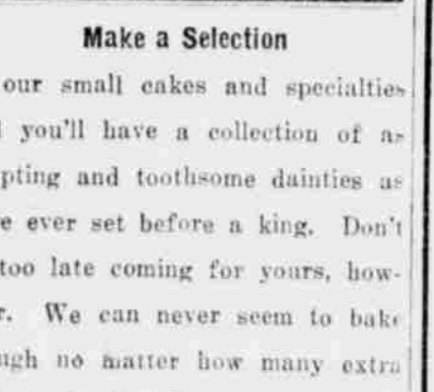 Make a Selection
our small cakes and specialties
you'll have a collection of as
pting and toothsome dainties as
e ever set before a king. Don't
too late coming for yours, how-
r. We can never seem to bake
ugh no matter how many extra